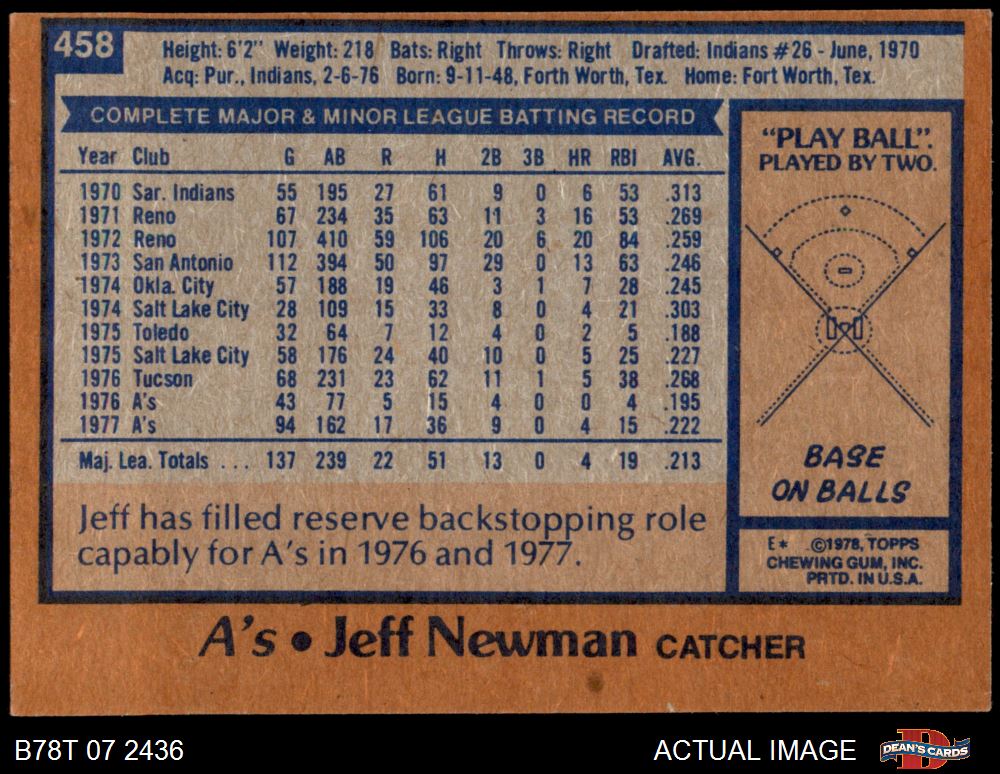 458
Height: 6'2" Weight: 218 Bats: Right Throws: Right Drafted: Indians #26 - June, 1970
Acq: Pur., Indians, 2-6-76 Born: 9-11-48, Forth Worth, Tex. Home: Fort Worth, Tex.
COMPLETE MAJOR & MINOR LEAGUE BATTING RECORD
Year Club G AB R H 2B 3B HR RBI AVG.
1970 Sar. Indians 55 195 27 61 9 0 6 53 .313
1971 Reno 67 234 35 63 11 3 16 53 .269
1972 Reno 107 410 59 106 20 6 20 84 .259
1973 San Antonio 112 394 50 97 29 0 13 63 .246
1974 Okla. City 57 188 19 46 3 1 7 28 .245
1974 Salt Lake City 28 109 15 33 8 0 4 21 .303
1975 Toledo 32 64 7 12 4 0 2 5 .188
1975 Salt Lake City 58 176 24 40 10 0 5 25 .227
1976 Tucson 68 231 23 62 11 1 5 38 .268
1976 A's 43 77 5 15 4 0 0 4 .195
1977 A's 94 162 17 36 9 0 4 15 .222
Maj. Lea. Totals ... 137 239 22 51 13 0 4 19 .213
Jeff has filled reserve backstopping role
capably for A's in 1976 and 1977.
"PLAY BALL".
PLAYED BY TWO.
BASE
ON BALLS
E* ©1978, TOPPS
CHEWING GUM, INC.
PRTD. IN U.S.A.
A's • Jeff Newman CATCHER
B78T 07 2436
ACTUAL IMAGE
D
DEAN'S CARDS